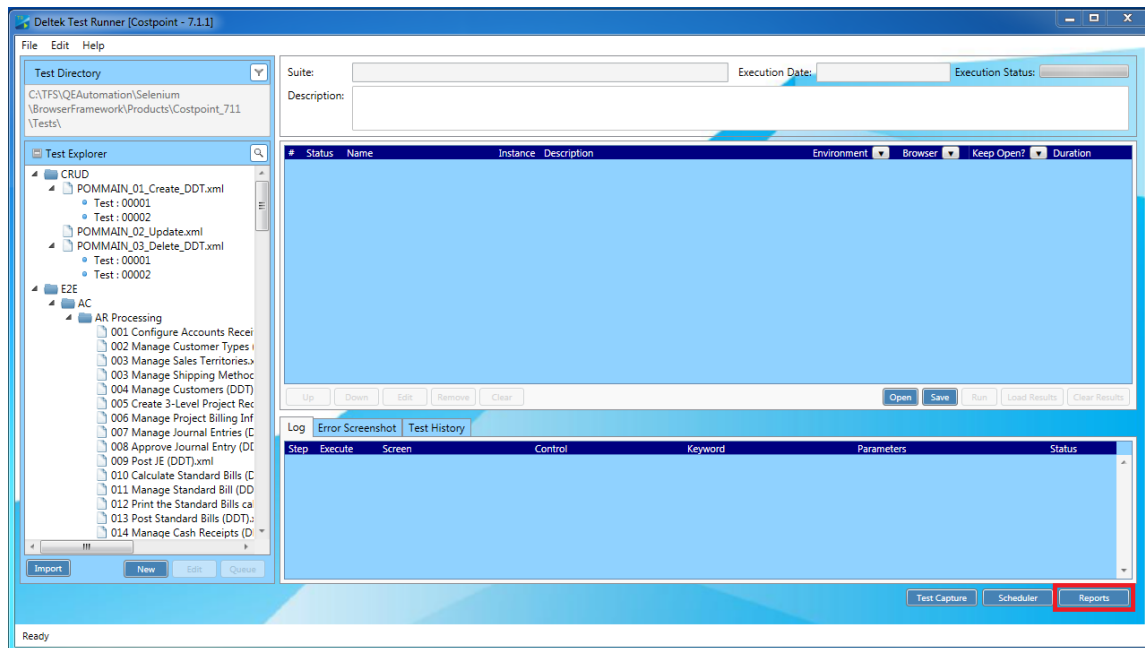 Deltek Test Runner [Costpoint - 7.1.1]
File Edit Help
Test Directory
C:\TFS\QEAutomation\Selenium
\BrowserFramework\Products\Costpoint_711
\Tests\
Suite:
Execution Date:
Execution Status:
Description:
Test Explorer
CRUD
POMMAIN_01_Create_DDT.xml
Test : 00001
Test : 00002
POMMAIN_02_Update.xml
POMMAIN_03_Delete_DDT.xml
Test : 00001
Test : 00002
E2E
AC
AR Processing
001 Configure Accounts Recei
002 Manage Customer Types
003 Manage Sales Territories.x
003 Manage Shipping Method
004 Manage Customers (DDT)
005 Create 3-Level Project Rec
006 Manage Project Billing Inf
007 Manage Journal Entries (D
008 Approve Journal Entry (DD
009 Post JE (DDT).xml
010 Calculate Standard Bills (D
011 Manage Standard Bill (DD
012 Print the Standard Bills ca
013 Post Standard Bills (DDT).x
014 Manage Cash Receipts (D
Import New Edit Queue
# Status Name Instance Description Environment Browser Keep Open? Duration
Up Down Edit Remove Clear Open Save Run Load Results Clear Results
Log Error Screenshot Test History
Step Execute Screen Control Keyword Parameters Status
Test Capture Scheduler Reports
Ready